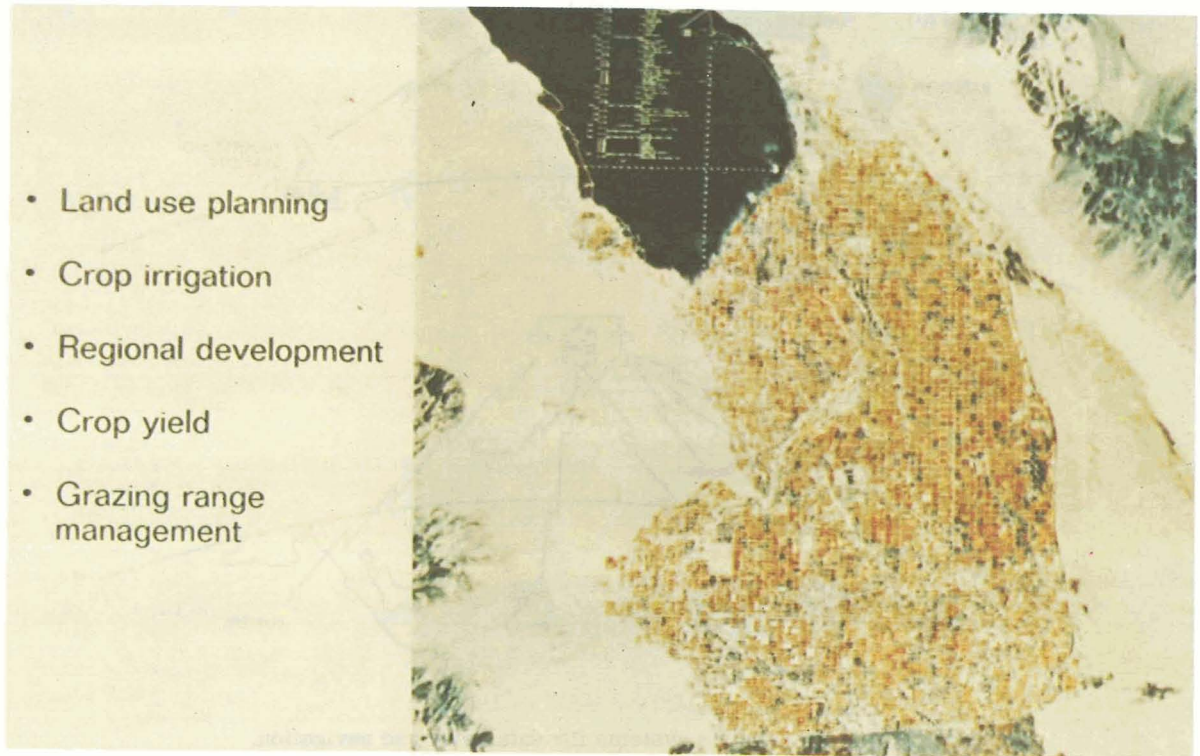 • Land use planning
• Crop irrigation
• Regional development
• Crop yield
• Grazing range
management